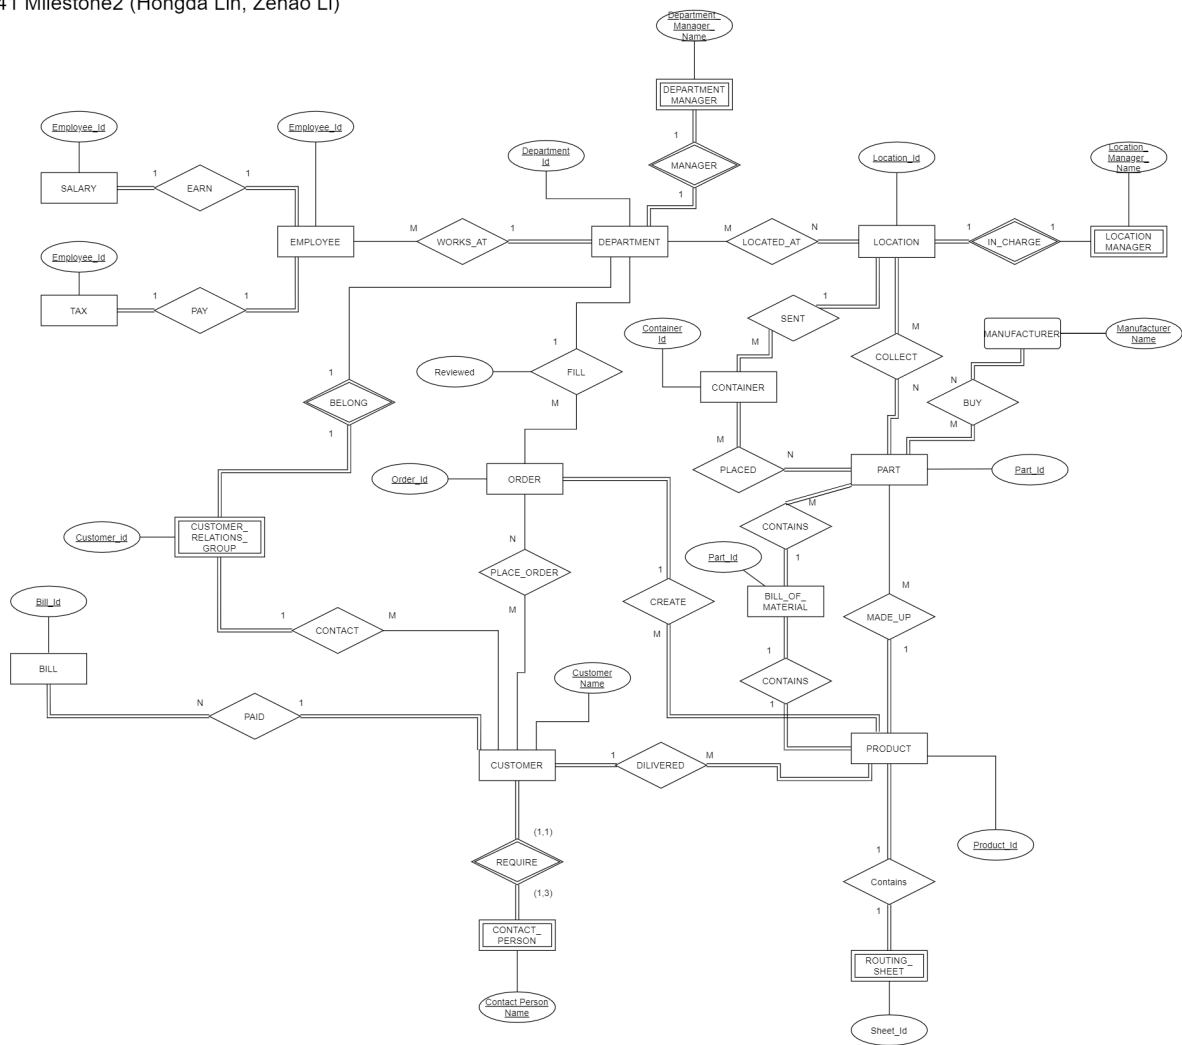 41 Milestone2 (Hongda Lin, Zehao Li)
Department_
Manager_
Name
DEPARTMENT
MANAGER
1
MANAGER
1
Employee_Id
Employee_Id
Department
Id
Location_Id
Location_
Manager_
Name
SALARY
1
EARN
1
EMPLOYEE
M
WORKS_AT
1
DEPARTMENT
M
LOCATED_AT
N
LOCATION
1
IN_CHARGE
1
LOCATION
MANAGER
Employee_Id
TAX
1
PAY
1
1
SENT
M
Container
Id
CONTAINER
M
COLLECT
N
MANUFACTURER
Manufacturer
Name
N
BUY
M
1
FILL
M
Reviewed
1
BELONG
1
M
PLACED
N
PART
Part_Id
Order_Id
ORDER
Customer_id
CUSTOMER_
RELATIONS_
GROUP
N
PLACE_ORDER
M
M
CONTAINS
1
Part_Id
BILL_OF_
MATERIAL
1
CREATE
M
M
MADE_UP
1
1
CONTAINS
1
Bill_Id
BILL
1
CONTACT
M
N
PAID
1
Customer
Name
CUSTOMER
1
DILIVERED
M
PRODUCT
Product_Id
(1,1)
REQUIRE
(1,3)
1
Contains
1
CONTACT_
PERSON
Contact Person
Name
ROUTING_
SHEET
Sheet_Id